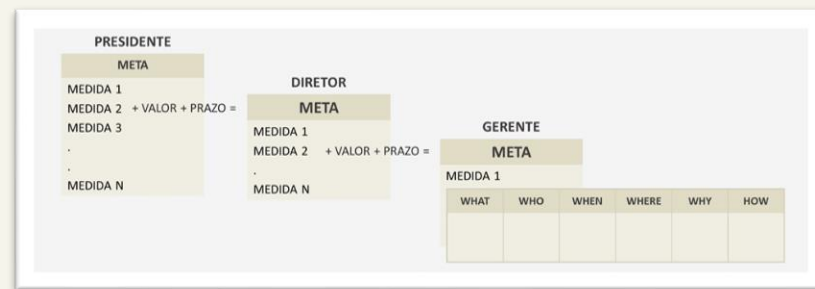 PRESIDENTE
META
MEDIDA 1
MEDIDA 2 + VALOR + PRAZO =
MEDIDA 3
.
.
MEDIDA N
DIRETOR
META
MEDIDA 1
MEDIDA 2 + VALOR + PRAZO =
.
MEDIDA N
GERENTE
META
MEDIDA 1
WHAT WHO WHEN WHERE WHY HOW